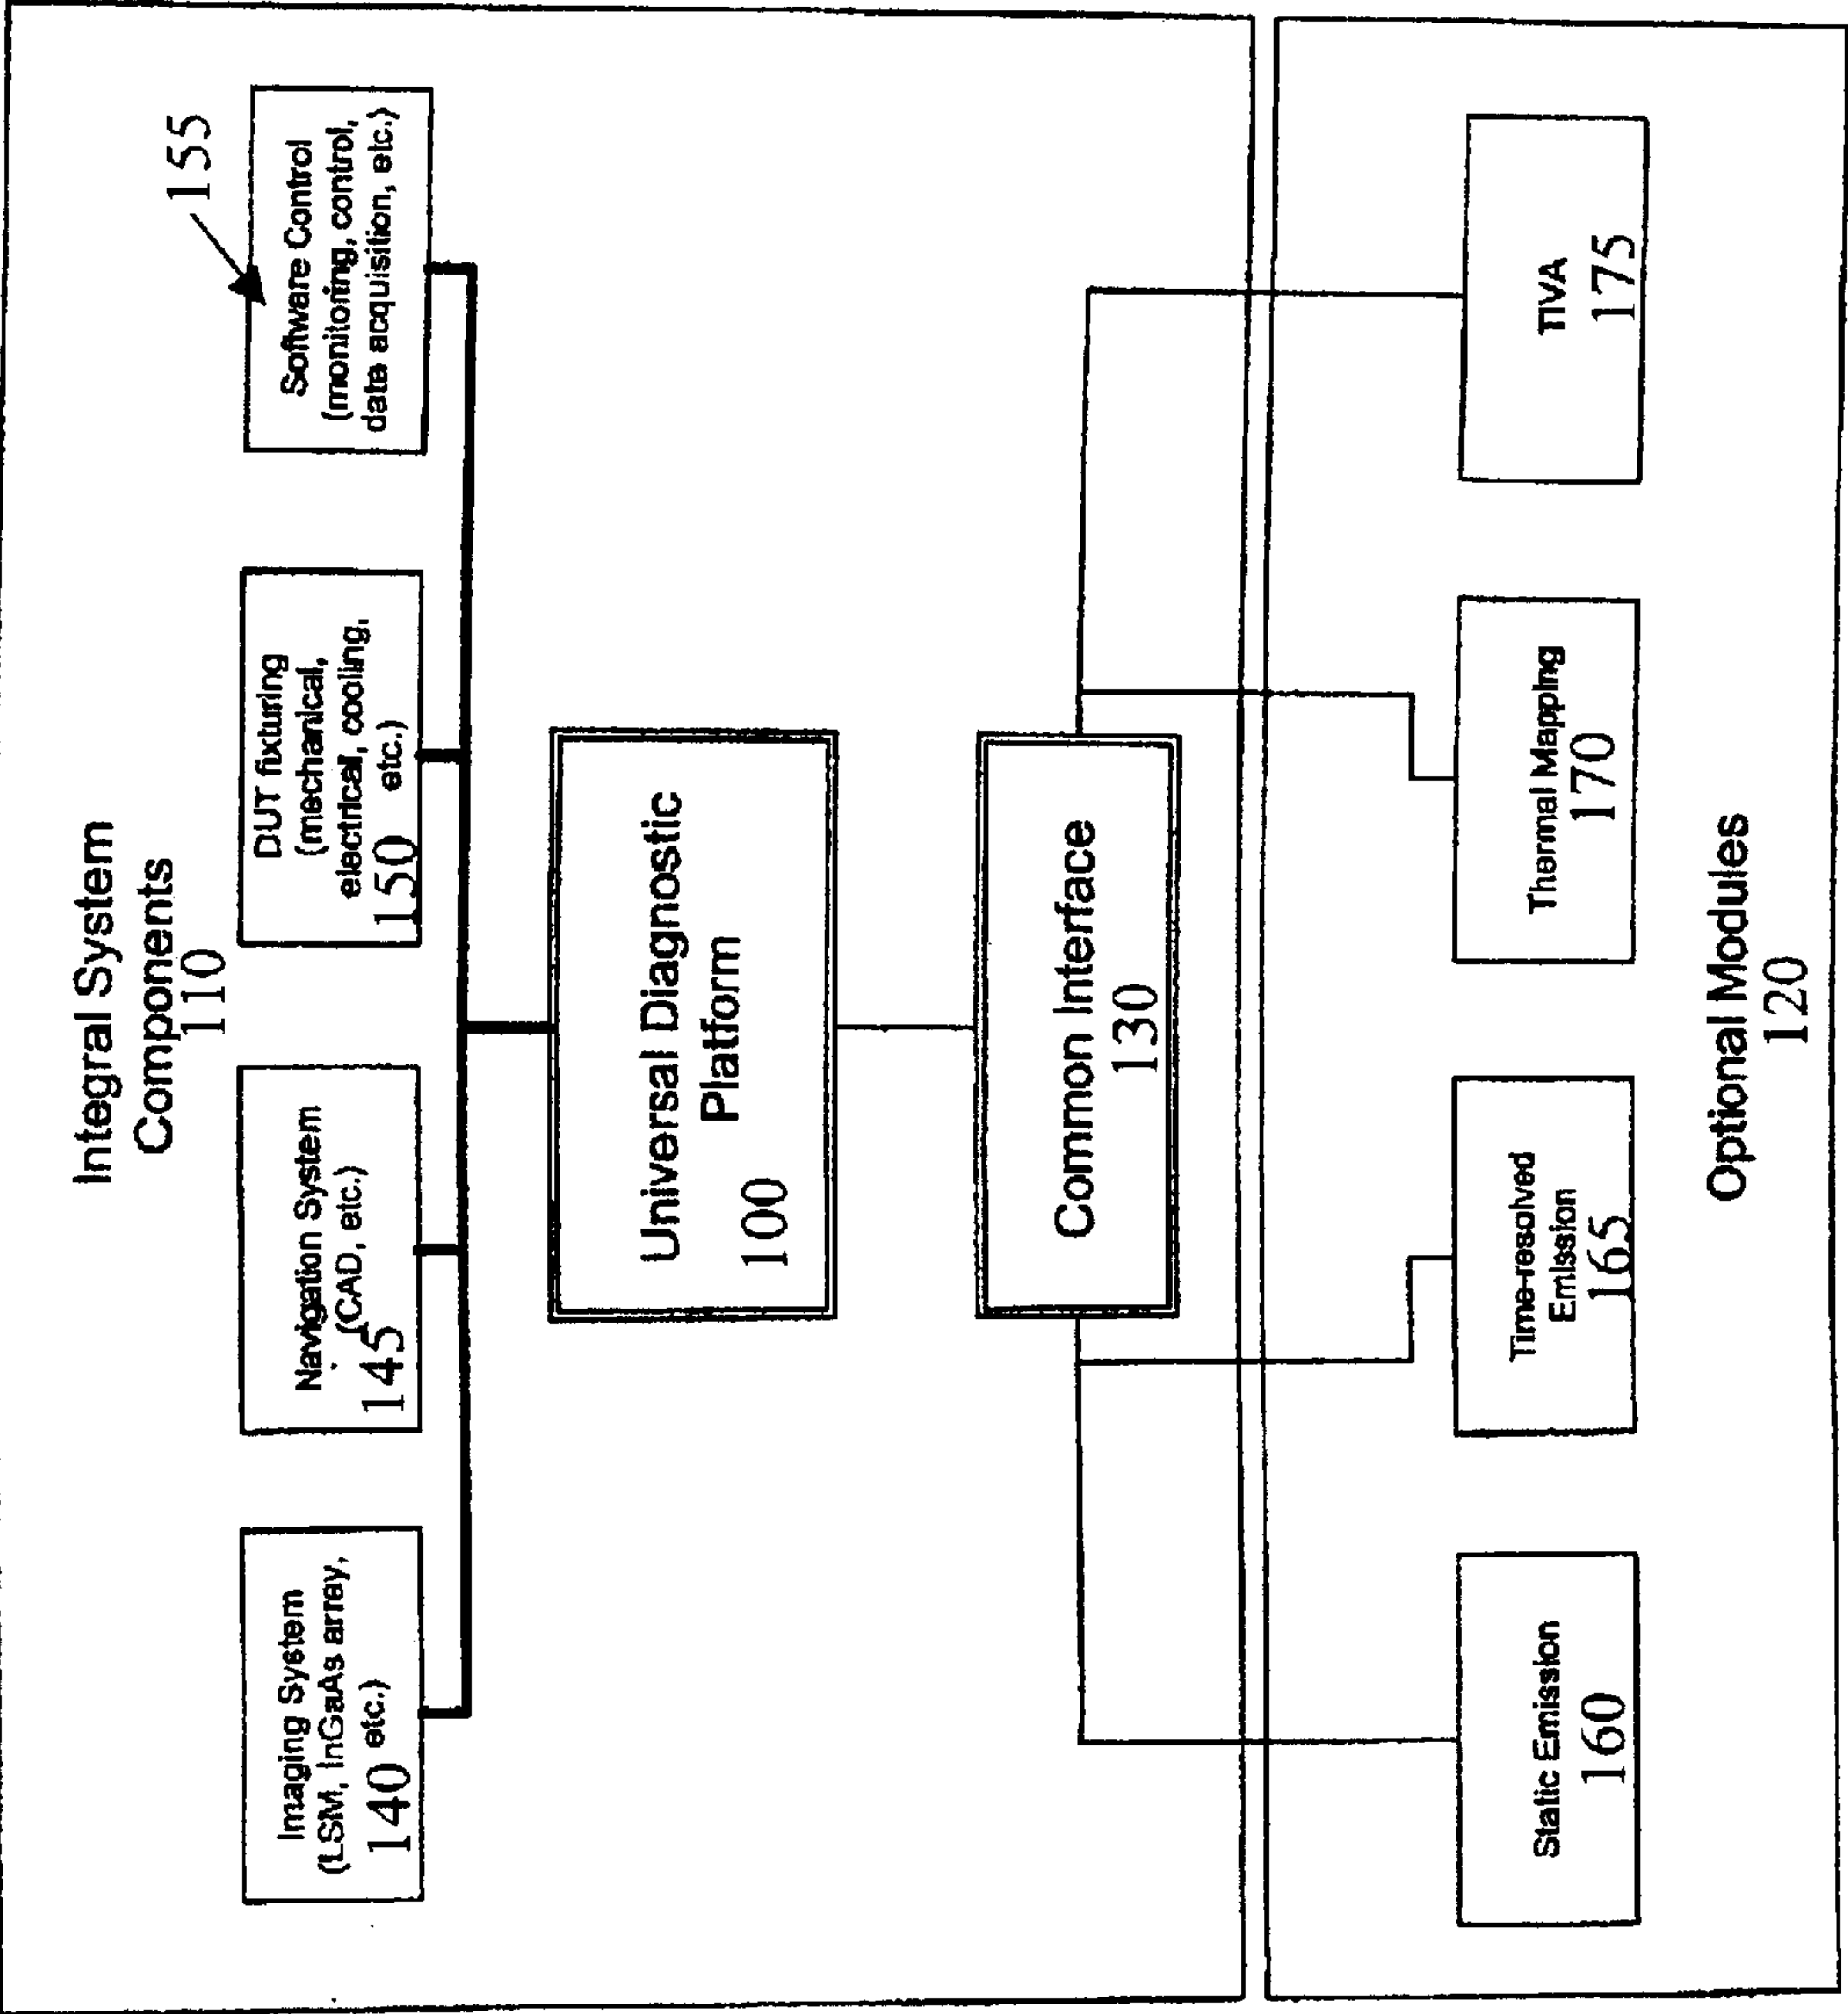 Integral System
Components
110
Imaging System
(LSM, InGaAs array,
140 etc.)
Navigation System
(CAD, etc.)
145
DUT fixturing
(mechanical,
electrical, cooling,
150 etc.)
155
Software Control
(monitoring, control,
data acquisition, etc.)
Universal Diagnostic
Platform
100
Common Interface
130
Static Emission
160
Time-resolved
Emission
165
Thermal Mapping
170
TIVA
175
Optional Modules
120